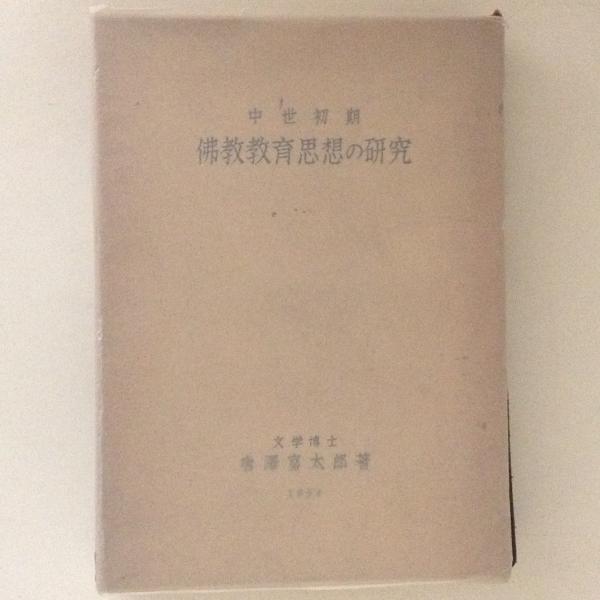 中世初期
佛教教育思想の研究
文学博士
唐澤富太郎著